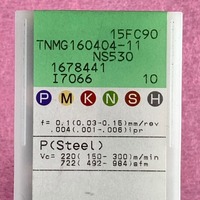 15FC90
TNMG160404-11
NS530
1678441
I7066 10
P M K N S H
f= 0.1(0.03-0.15)mm/rev
.004(.001-.006)ipr
P(Steel)
Vc= 220( 150- 300)m/min
722( 492- 984)sfm